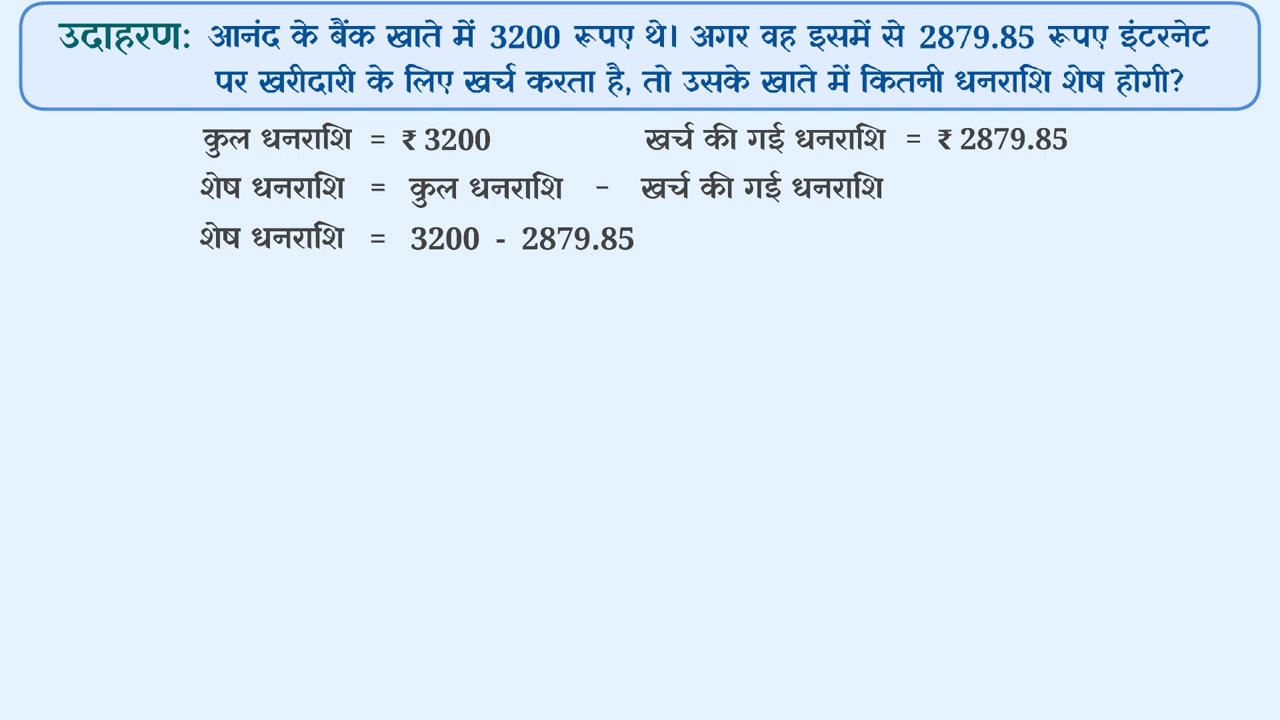 उदाहरण: आनंद के बैंक खाते में 3200 रूपए थे। अगर वह इसमें से 2879.85 रूपए इंटरनेट
पर खरीदारी के लिए खर्च करता है, तो उसके खाते में कितनी धनराशि शेष होगी?
कुल धनराशि = ₹ 3200 खर्च की गई धनराशि = ₹ 2879.85
शेष धनराशि = कुल धनराशि - खर्च की गई धनराशि
शेष धनराशि = 3200 - 2879.85